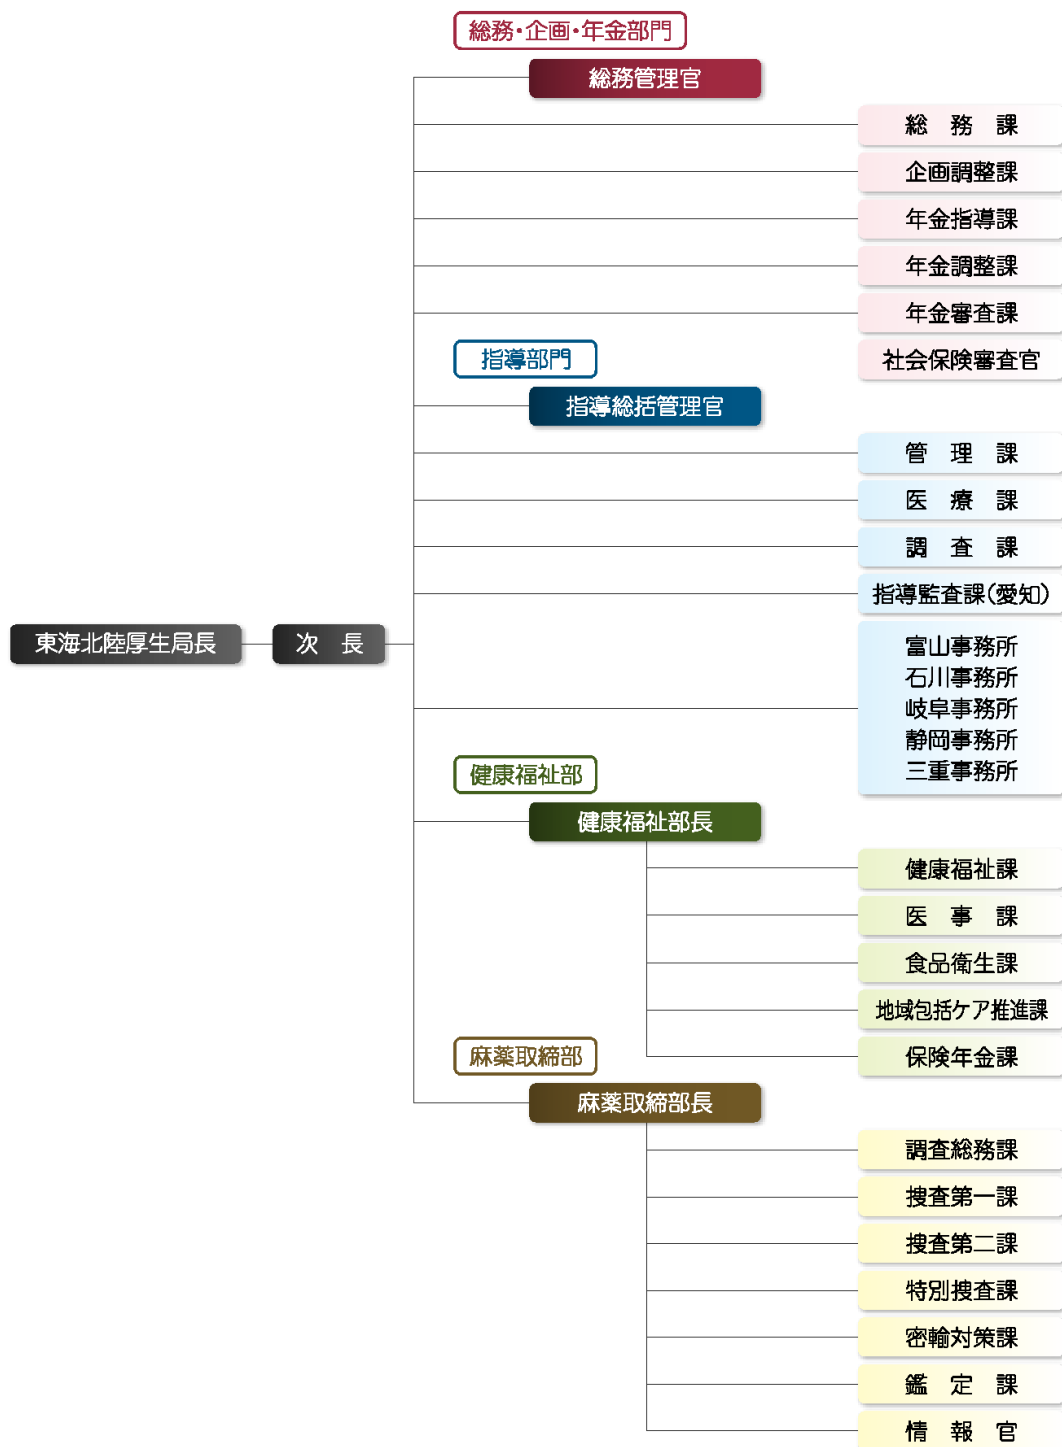 総務・企画・年金部門
総務管理官
総務課
企画調整課
年金指導課
年金調整課
年金審査課
社会保険審査官
指導部門
指導総括管理官
管理課
医療課
調査課
指導監査課(愛知)
東海北陸厚生局長
次長
富山事務所
石川事務所
岐阜事務所
静岡事務所
三重事務所
健康福祉部
健康福祉部長
健康福祉課
医事課
食品衛生課
地域包括ケア推進課
保険年金課
麻薬取締部
麻薬取締部長
調査総務課
捜査第一課
捜査第二課
特別捜査課
密輸対策課
鑑定課
情報官